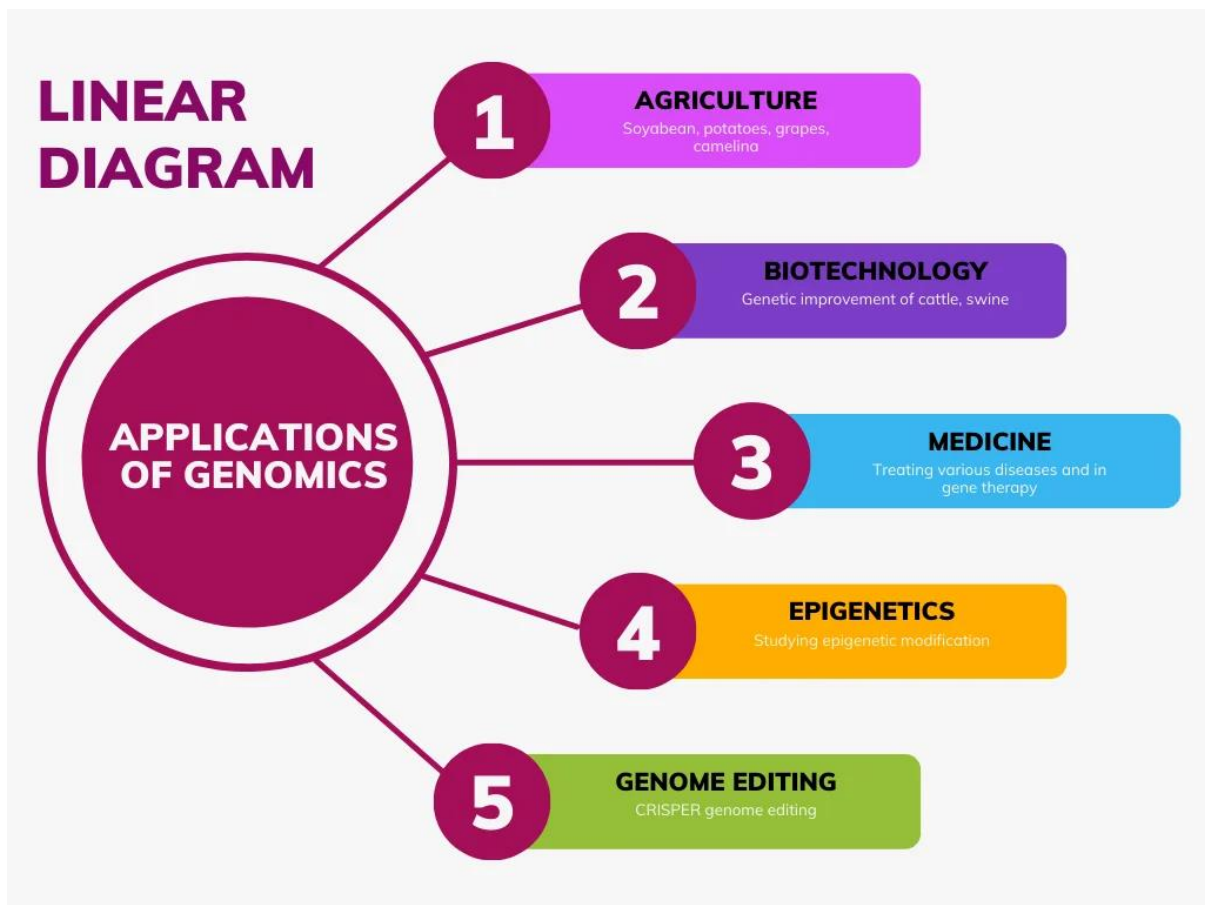 LINEAR
DIAGRAM
APPLICATIONS
OF GENOMICS
1
AGRICULTURE
Soyabean, potatoes, grapes,
camelina
2
BIOTECHNOLOGY
Genetic improvement of cattle, swine
3
MEDICINE
Treating various diseases and in
gene therapy
4
EPIGENETICS
Studying epigenetic modification
5
GENOME EDITING
CRISPER genome editing